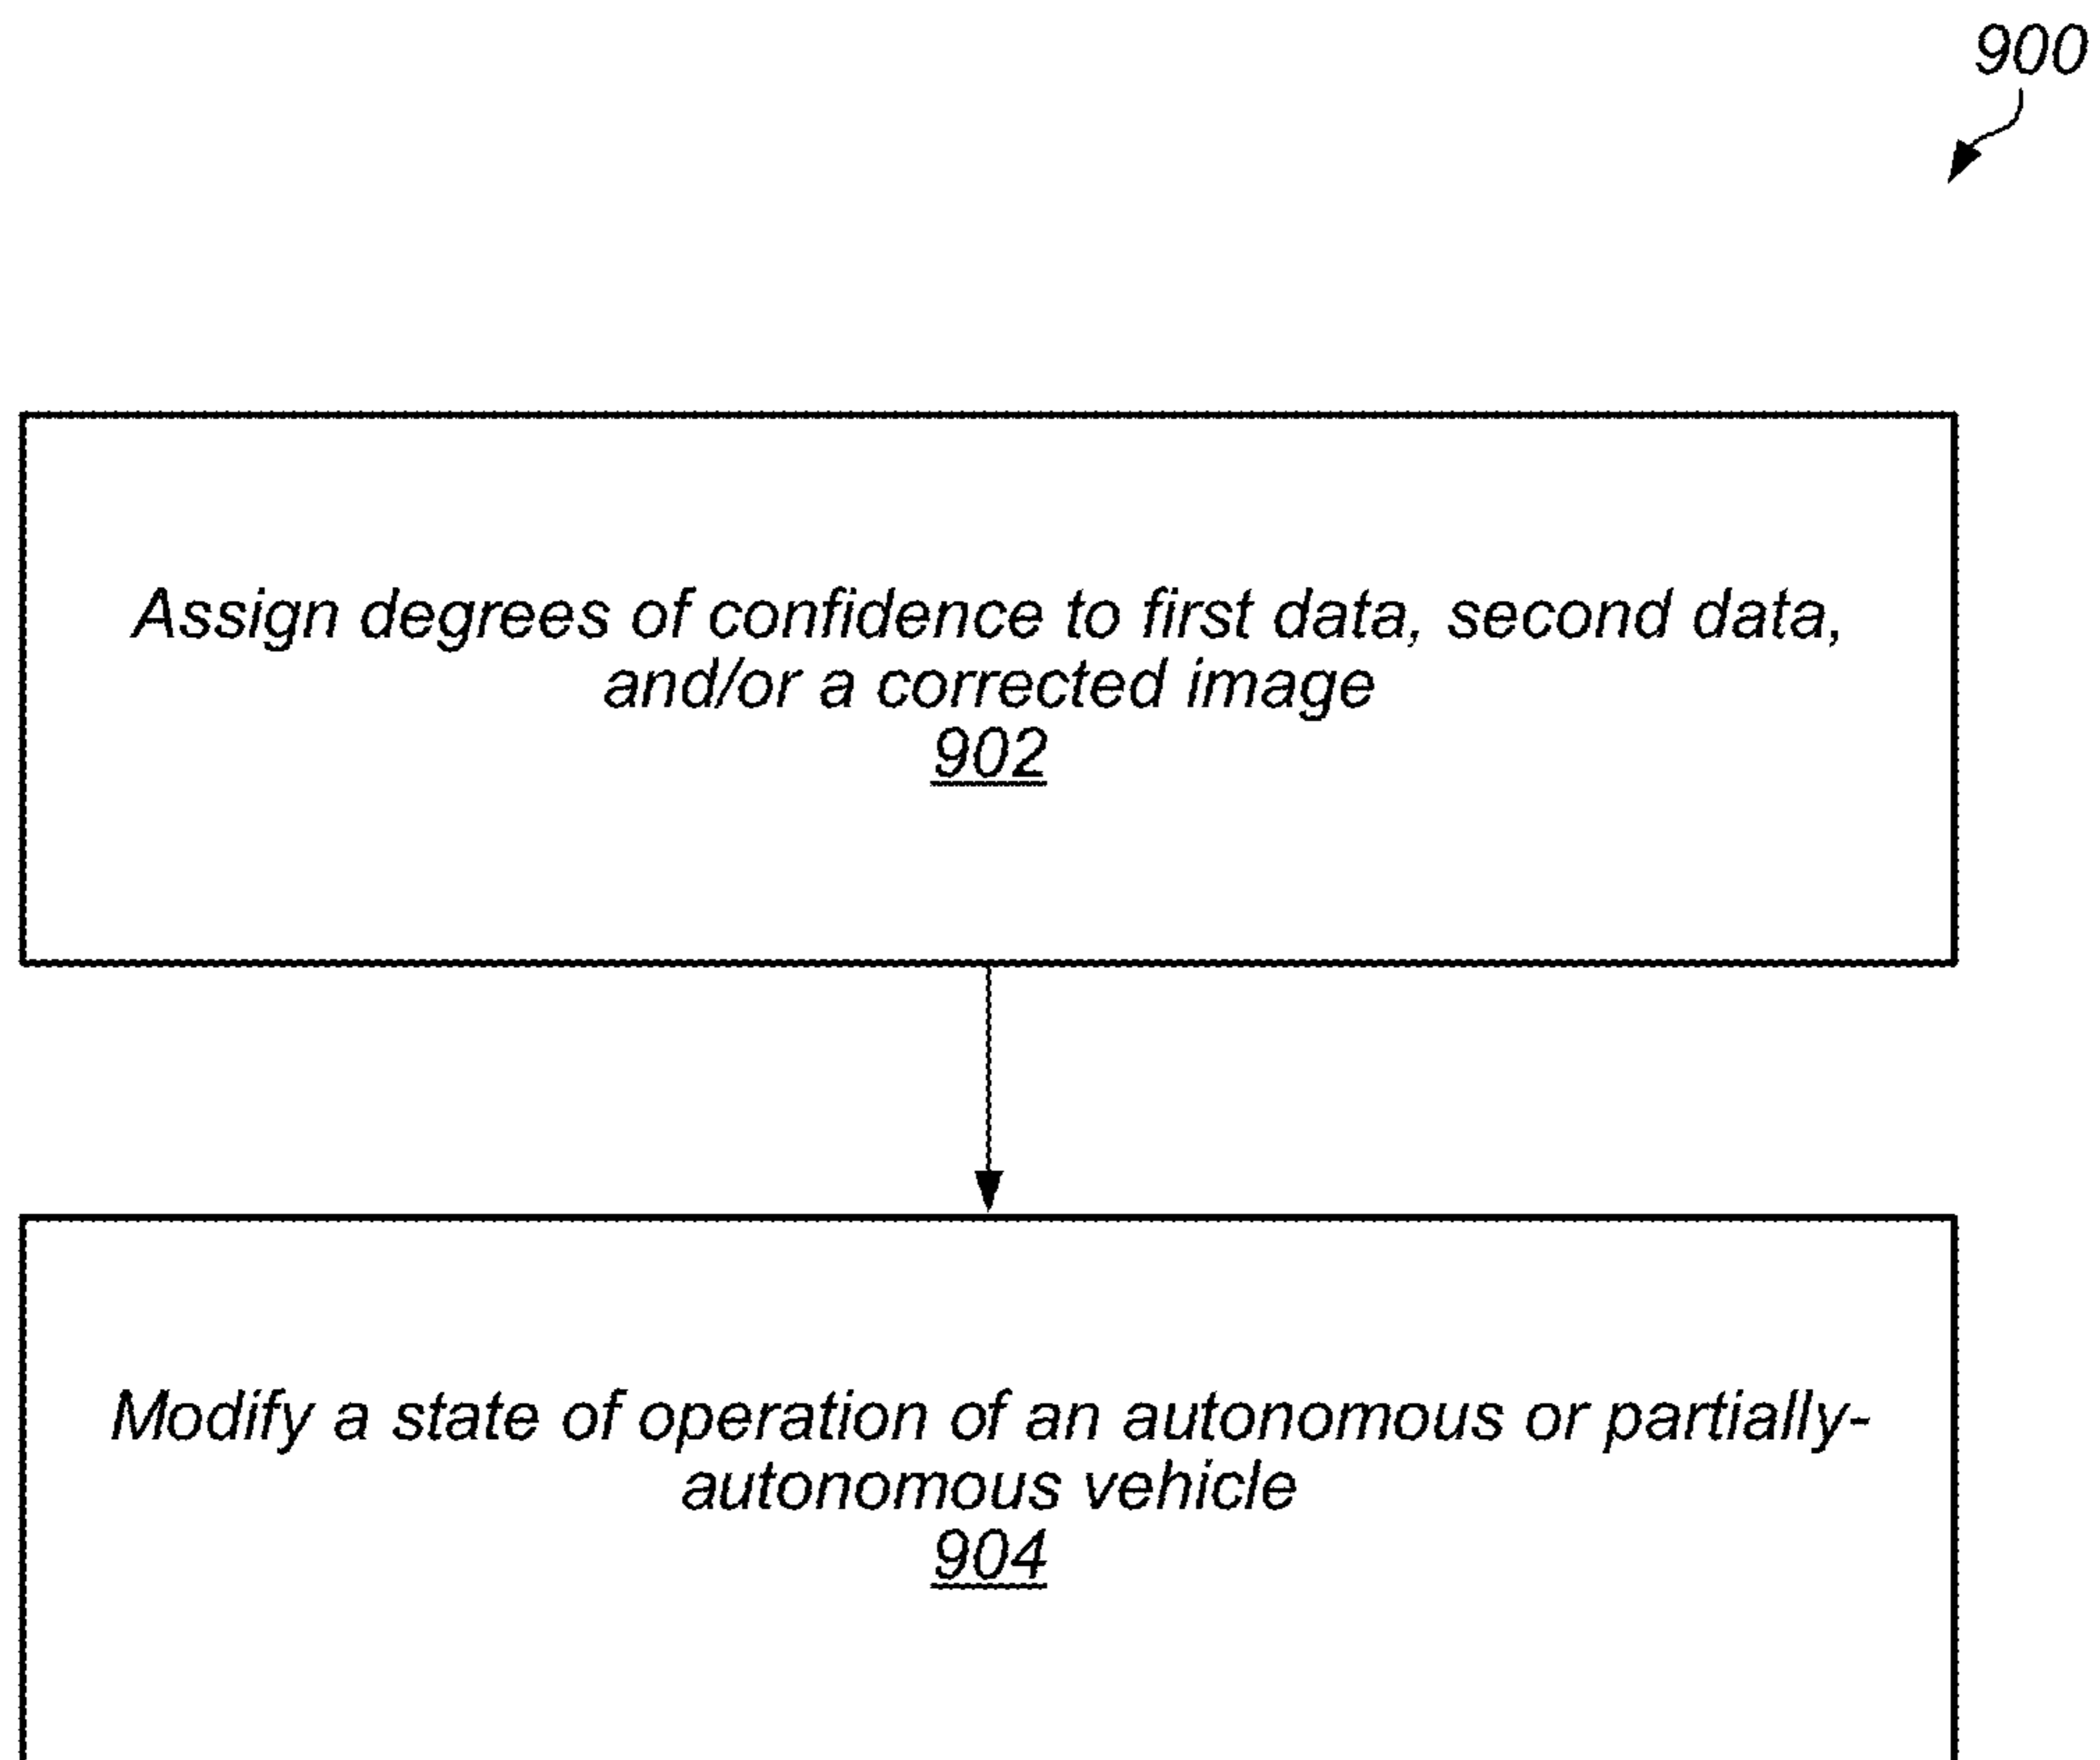 900
Assign degrees of confidence to first data, second data,
and/or a corrected image
902
Modify a state of operation of an autonomous or partially-
autonomous vehicle
904